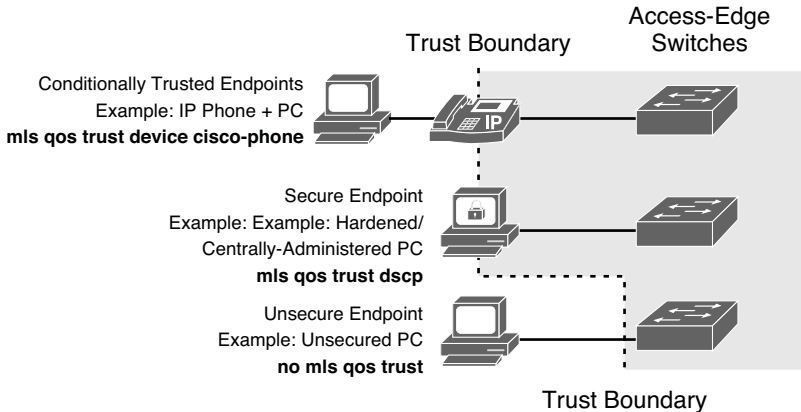 Access-Edge
Switches
Trust Boundary
Conditionally Trusted Endpoints
Example: IP Phone + PC
mls qos trust device cisco-phone
IP
Secure Endpoint
Example: Example: Hardened/
Centrally-Administered PC
mls qos trust dscp
Unsecure Endpoint
Example: Unsecured PC
no mls qos trust
Trust Boundary